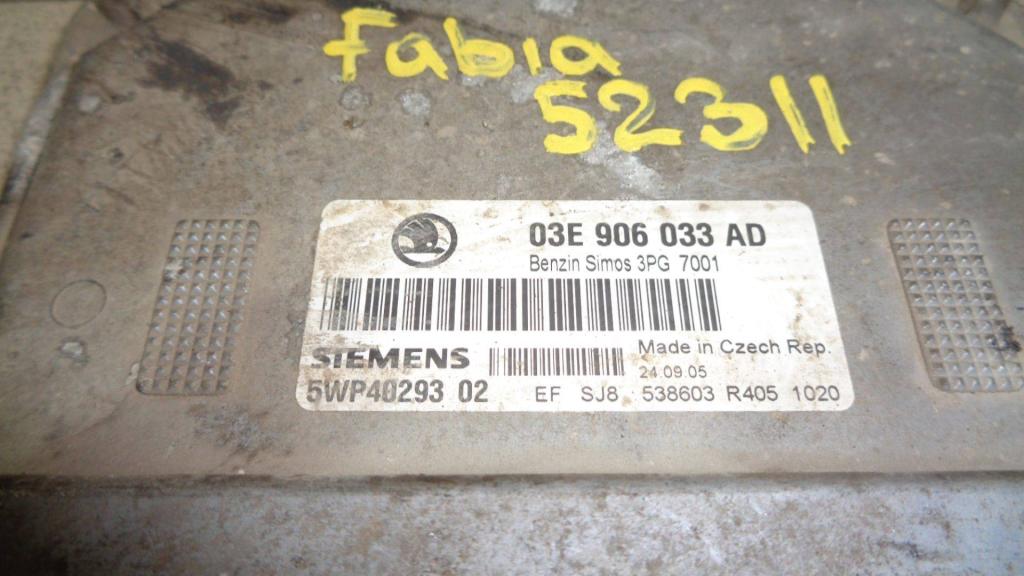 Fabia
52311
03E 906 033 AD
Benzin Simos 3PG 7001
SIEMENS
Made in Czech Rep.
24.09.05
5WP40293 02
EF SJ8 538603 R405 1020